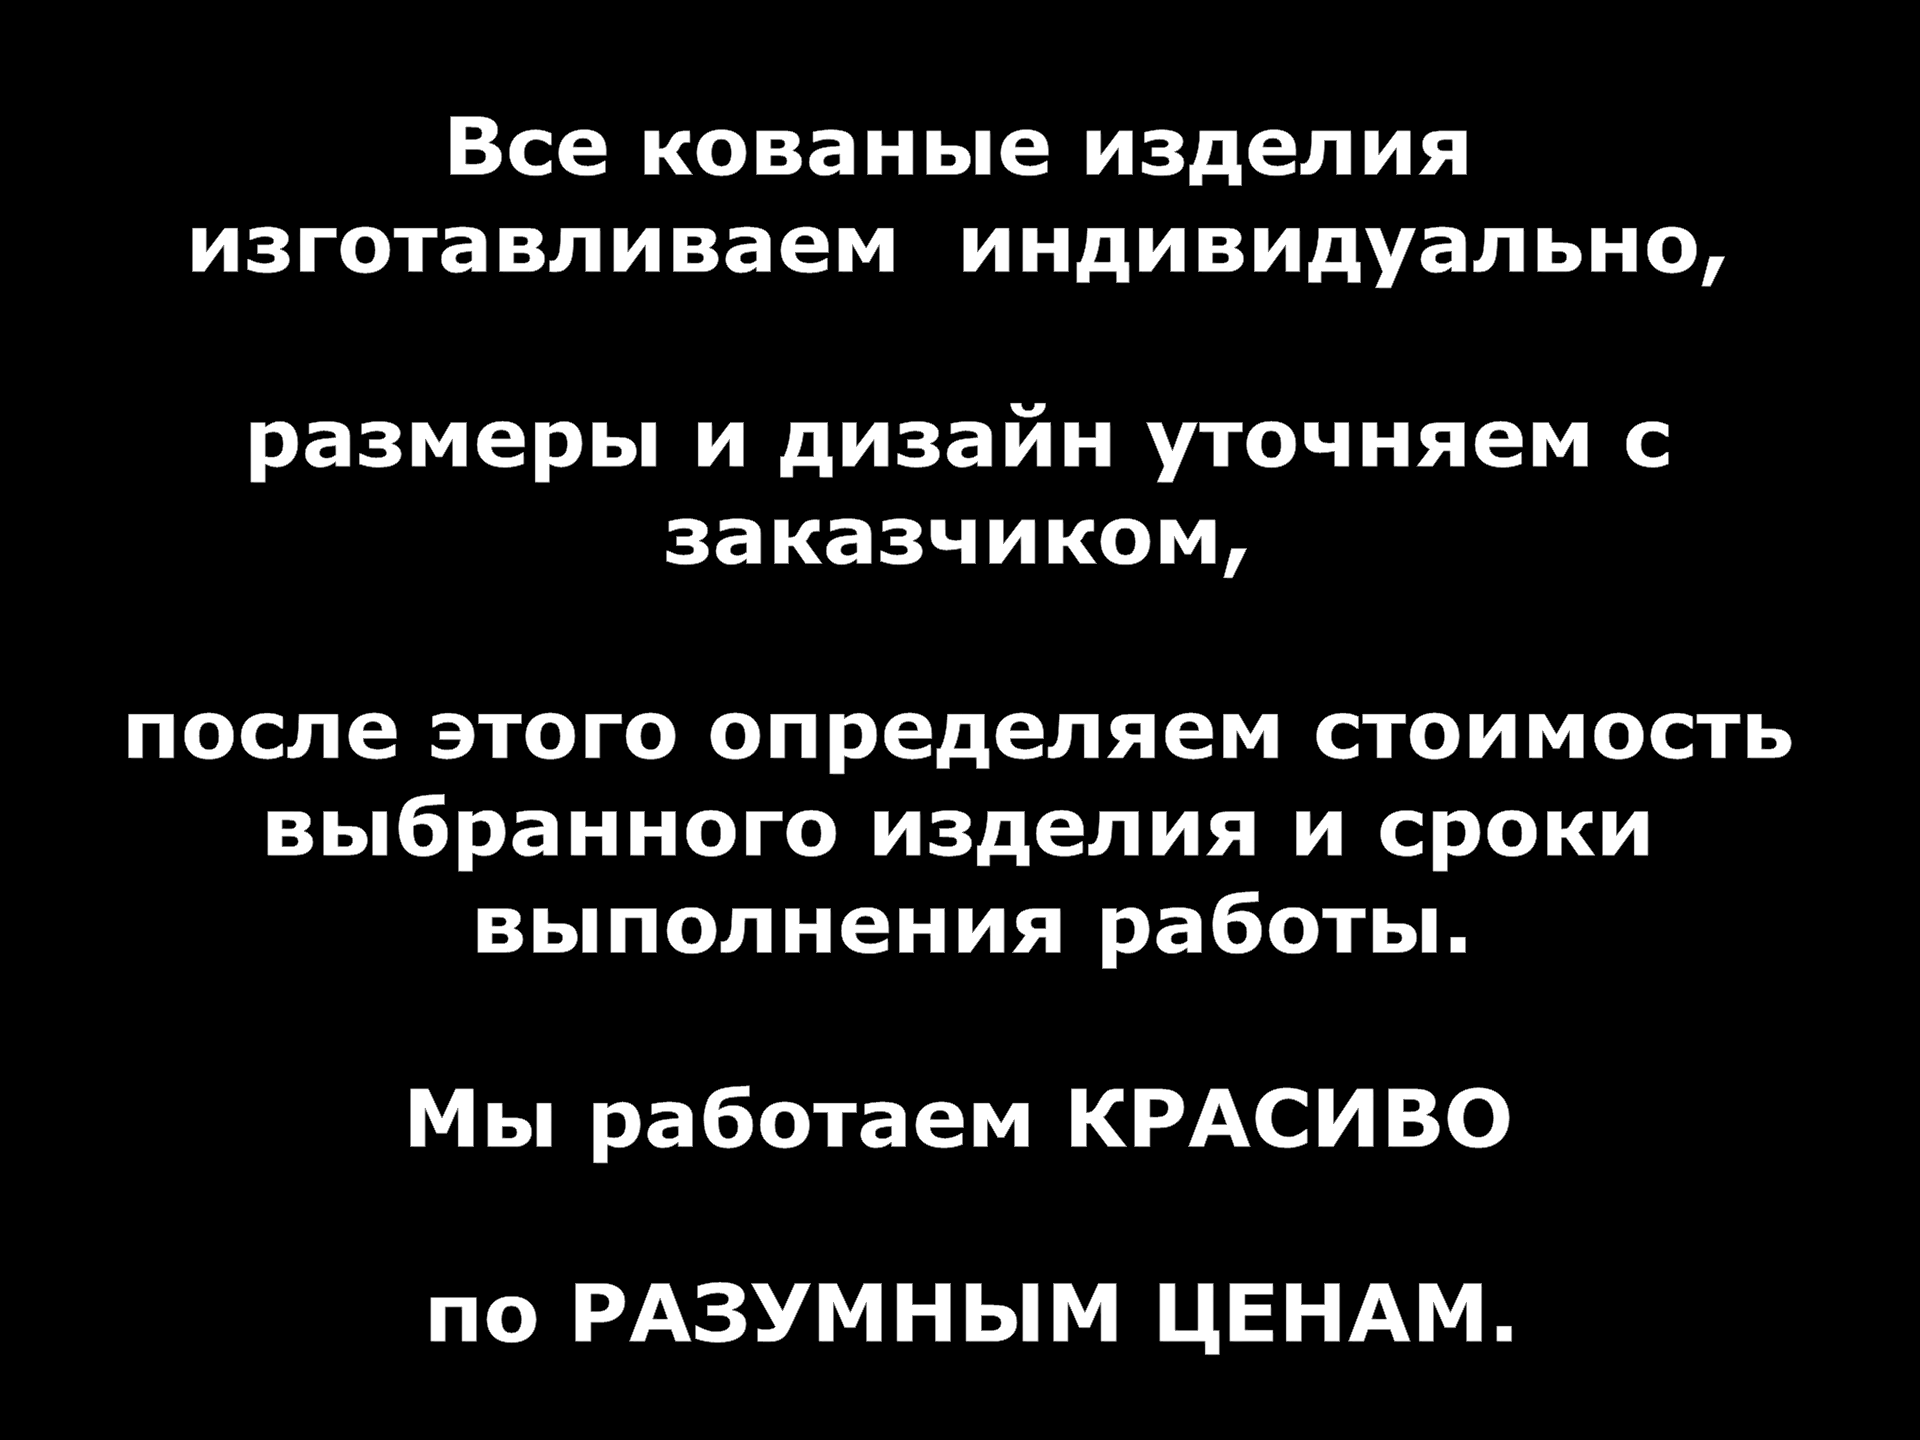 Все кованые изделия
изготавливаем  индивидуально,
размеры и дизайн уточняем с
заказчиком,
после этого определяем стоимость
выбранного изделия и сроки
выполнения работы.
Мы работаем КРАСИВО
по РАЗУМНЫМ ЦЕНАМ.